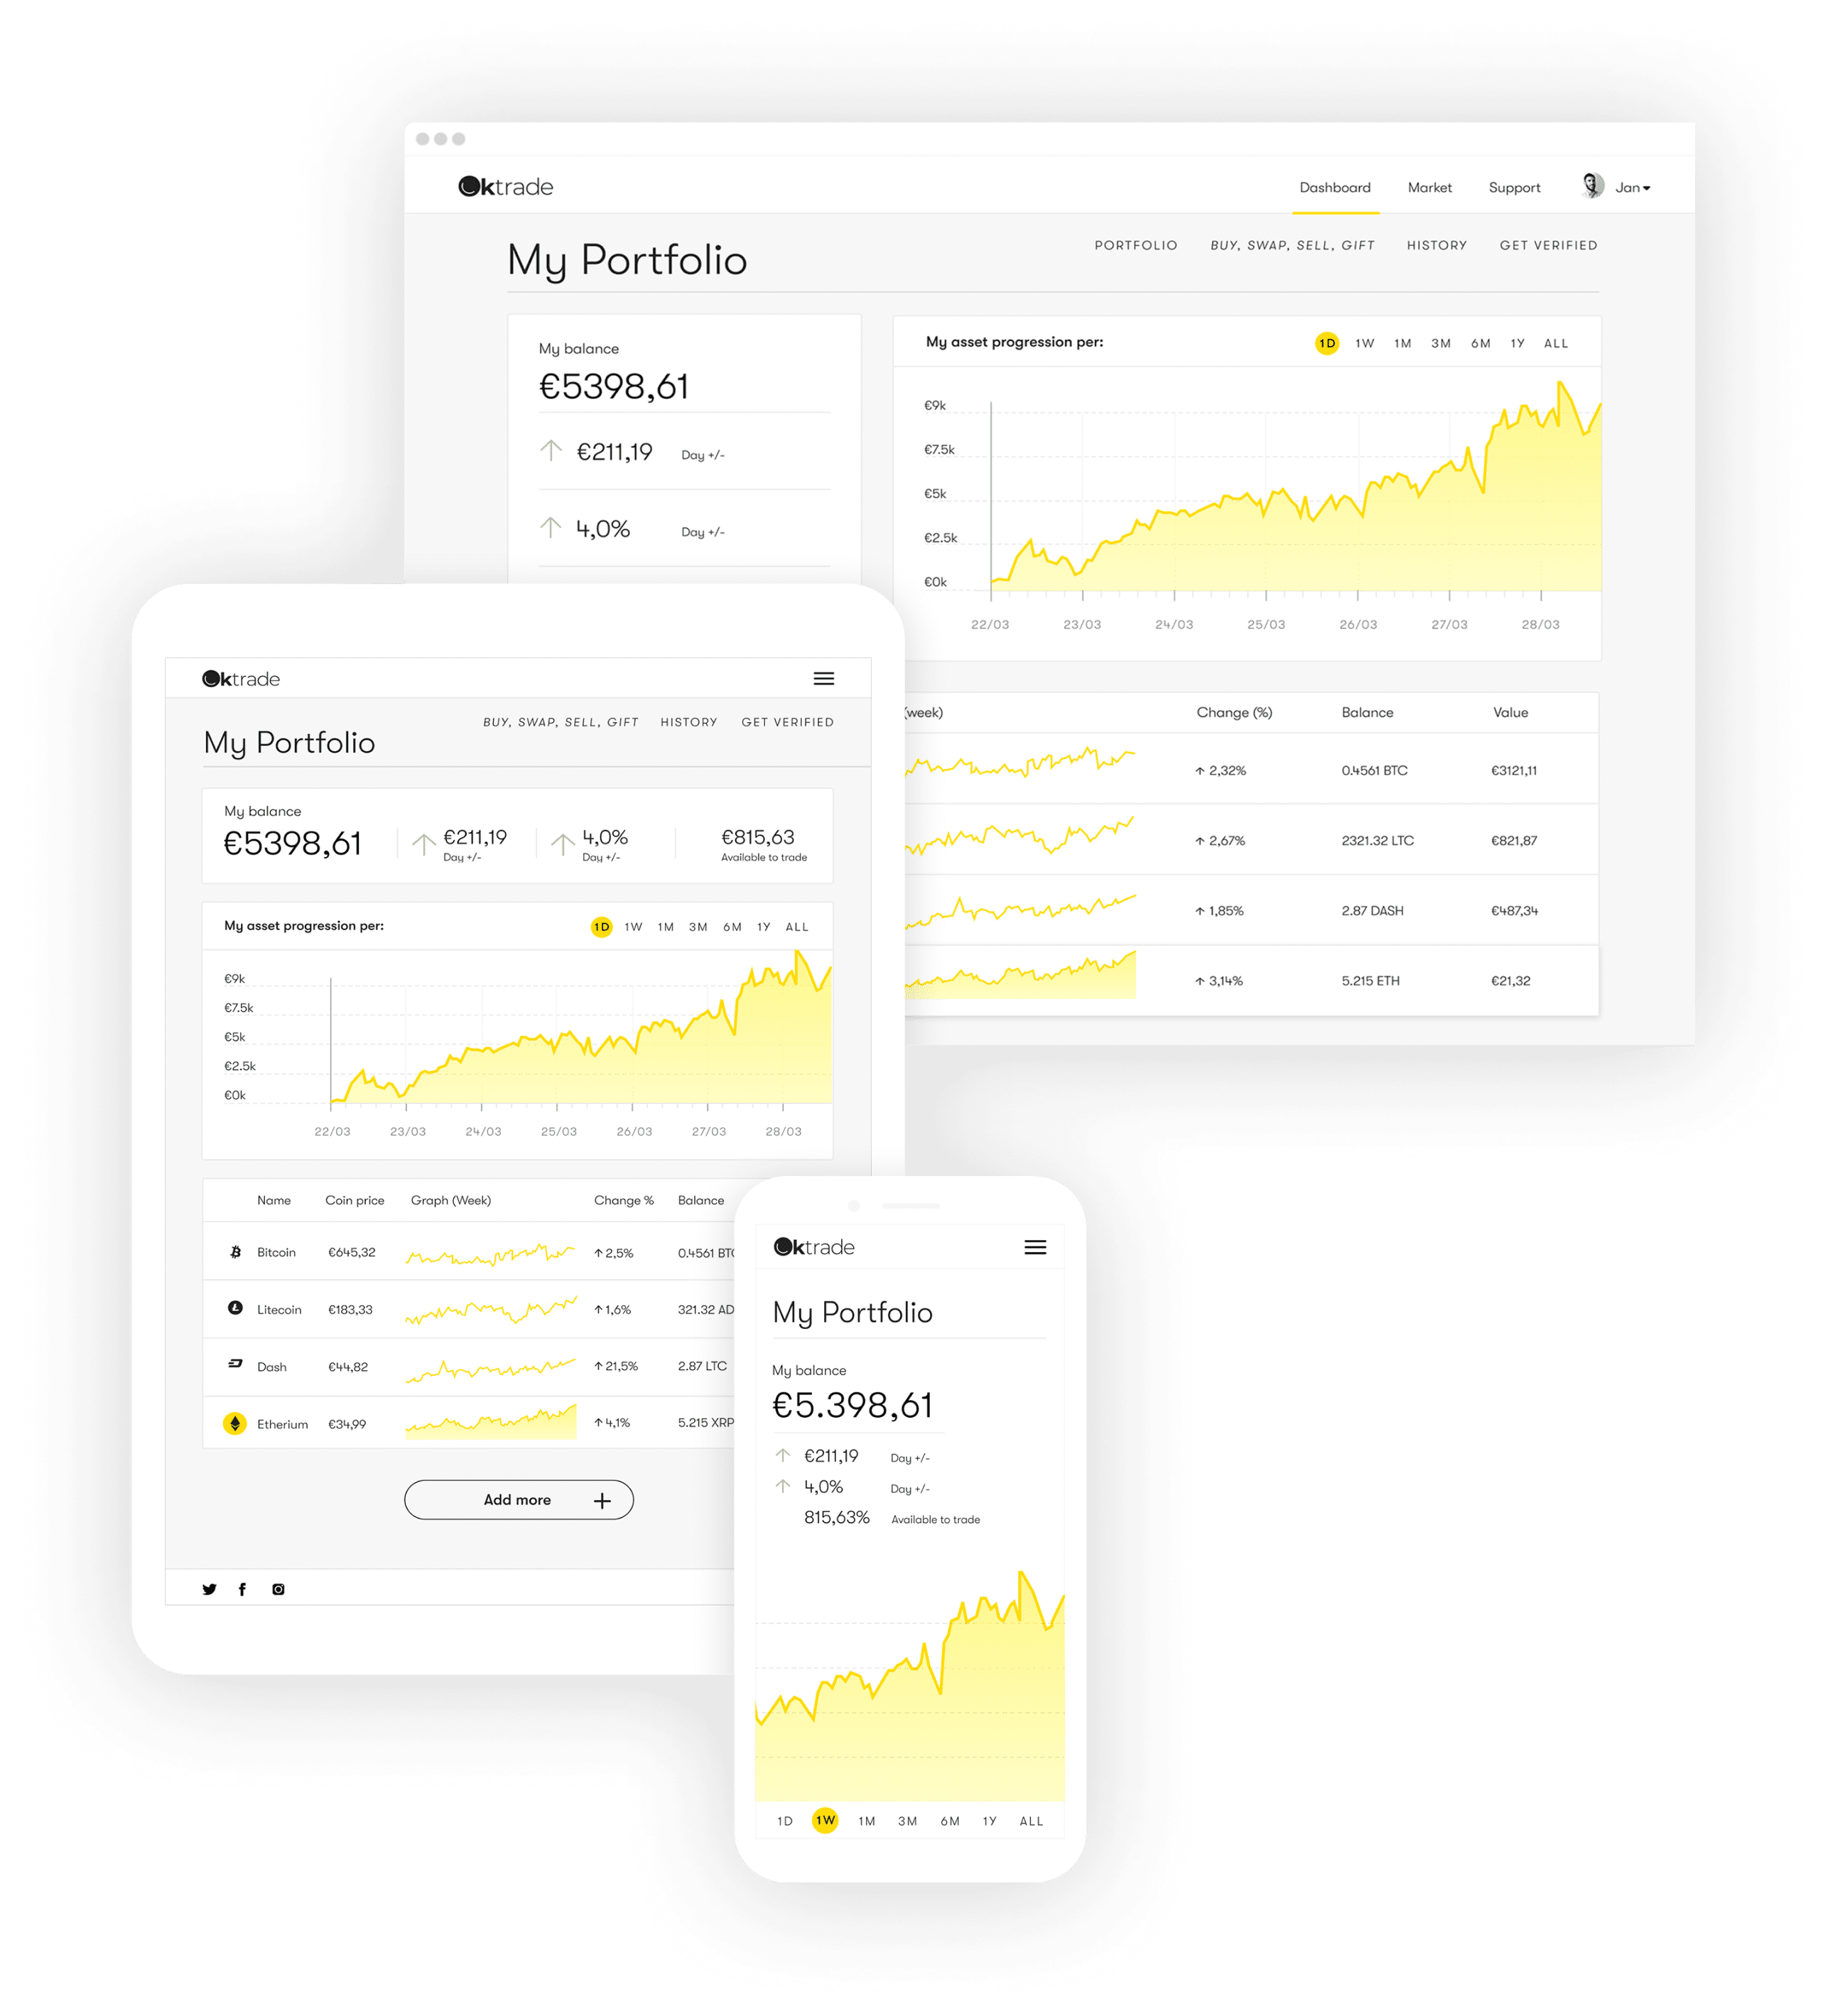 Oktrade
Dashboard Market Support Jan
My Portfolio
PORTFOLIO BUY, SWAP, SELL, GIFT HISTORY GET VERIFIED
My balance
€5398,61
€211,19 Day +/-
4,0% Day +/-
My asset progression per: 1D 1W 1M 3M 6M 1Y ALL
€9k
€7.5k
€5k
€2.5k
€0k
22/03 23/03 24/03 25/03 26/03 27/03 28/03
(week) Change (%) Balance Value
2,32% 0.4561 BTC €3121,11
2,67% 2321.32 LTC €821,87
1,85% 2.87 DASH €487,34
3,14% 5.215 ETH €21,32
Oktrade
BUY, SWAP, SELL, GIFT HISTORY GET VERIFIED
My Portfolio
My balance
€5398,61
€211,19
Day +/-
4,0%
Day +/-
€815,63
Available to trade
My asset progression per: 1D 1W 1M 3M 6M 1Y ALL
€9k
€7.5k
€5k
€2.5k
€0k
22/03 23/03 24/03 25/03 26/03 27/03 28/03
Name Coin price Graph (Week) Change % Balance
Bitcoin €645,32 2,5% 0.4561 BTC
Litecoin €183,33 1,6% 321.32 AD
Dash €44,82 21,5% 2.87 LTC
Etherium €34,99 4,1% 5.215 XRP
Add more +
Oktrade
My Portfolio
My balance
€5.398,61
€211,19 Day +/-
4,0% Day +/-
815,63% Available to trade
1D 1W 1M 3M 6M 1Y ALL